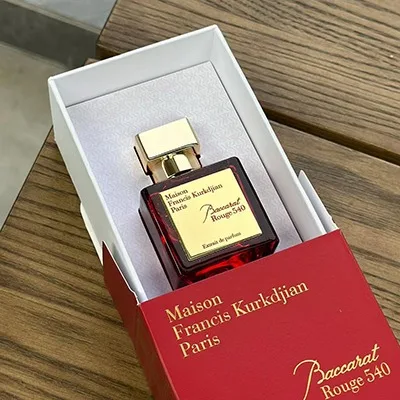 Maison
Francis Kurkdjian
Paris
Baccarat
Rouge 540
Extrait de parfum
Maison
Francis Kurkdjian
Paris
Baccarat
Rouge 540